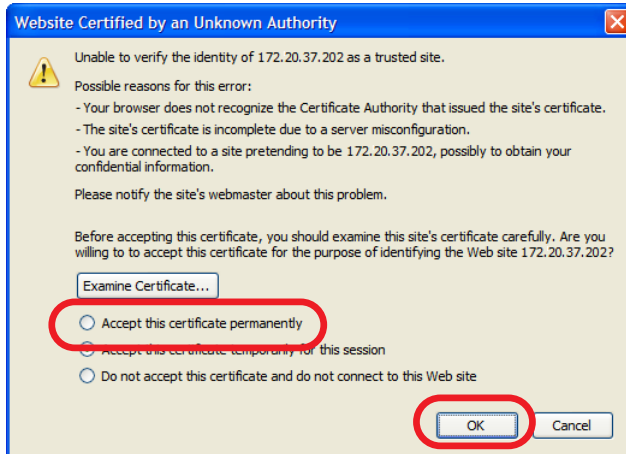 Website Certified by an Unknown Authority
Unable to verify the identity of 172.20.37.202 as a trusted site.
Possible reasons for this error:
- Your browser does not recognize the Certificate Authority that issued the site's certificate.
- The site's certificate is incomplete due to a server misconfiguration.
- You are connected to a site pretending to be 172.20.37.202, possibly to obtain your
confidential information.
Please notify the site's webmaster about this problem.
Before accepting this certificate, you should examine this site's certificate carefully. Are you
willing to to accept this certificate for the purpose of identifying the Web site 172.20.37.202?
Examine Certificate...
Accept this certificate permanently
Accept this certificate temporarily for this session
Do not accept this certificate and do not connect to this Web site
OK
Cancel